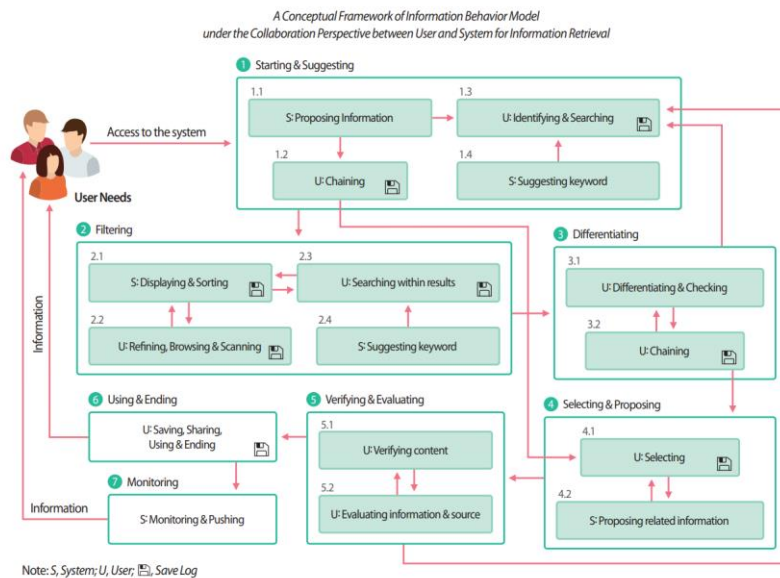 A Conceptual Framework of Information Behavior Model
under the Collaboration Perspective between User and System for Information Retrieval
1 Starting & Suggesting
1.1
S: Proposing Information
1.3
U: Identifying & Searching
Access to the system
1.2
U: Chaining
1.4
S: Suggesting keyword
User Needs
2 Filtering
2.1
S: Displaying & Sorting
2.3
U: Searching within results
2.2
U: Refining, Browsing & Scanning
2.4
S: Suggesting keyword
3 Differentiating
3.1
U: Differentiating & Checking
3.2
U: Chaining
Information
6 Using & Ending
U: Saving, Sharing,
Using & Ending
5 Verifying & Evaluating
5.1
U: Verifying content
5.2
U: Evaluating information & source
4 Selecting & Proposing
4.1
U: Selecting
4.2
S: Proposing related information
7 Monitoring
Information
S: Monitoring & Pushing
Note: S, System; U, User; , Save Log